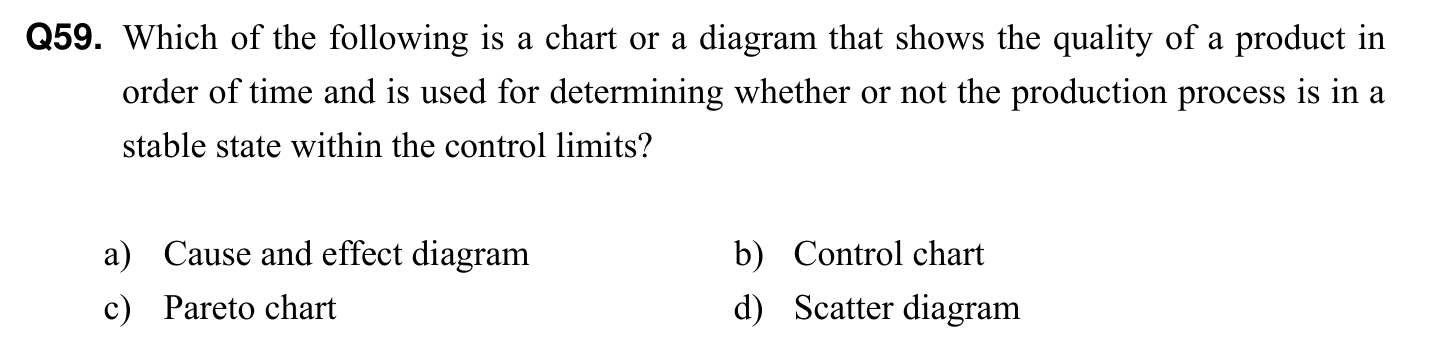 Q59. Which of the following is a chart or a diagram that shows the quality of a product in
order of time and is used for determining whether or not the production process is in a
stable state within the control limits?
a) Cause and effect diagram b) Control chart
c) Pareto chart d) Scatter diagram